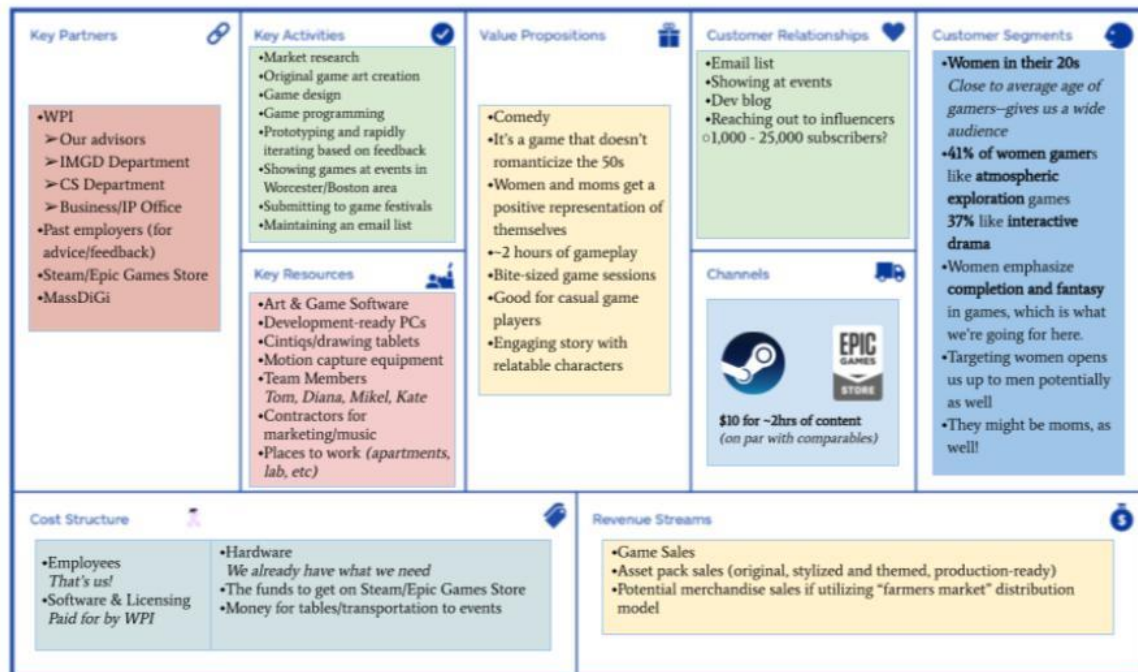 Key Partners
•WPI
➢Our advisors
➢IMGD Department
➢CS Department
➢Business/IP Office
•Past employers (for
advice/feedback)
•Steam/Epic Games Store
•MassDiGi
Key Activities
•Market research
•Original game art creation
•Game design
•Game programming
•Prototyping and rapidly
iterating based on feedback
•Showing games at events in
Worcester/Boston area
•Submitting to game festivals
•Maintaining an email list
Key Resources
•Art & Game Software
•Development-ready PCs
•Cintiqs/drawing tablets
•Motion capture equipment
•Team Members
Tom, Diana, Mikel, Kate
•Contractors for
marketing/music
•Places to work (apartments,
lab, etc)
Value Propositions
•Comedy
•It's a game that doesn't
romanticize the 50s
•Women and moms get a
positive representation of
themselves
•~2 hours of gameplay
•Bite-sized game sessions
•Good for casual game
players
•Engaging story with
relatable characters
Customer Relationships
•Email list
•Showing at events
•Dev blog
•Reaching out to influencers
○1,000 - 25,000 subscribers?
Channels
EPIC
GAMES
STORE
$10 for ~2hrs of content
(on par with comparables)
Customer Segments
•Women in their 20s
Close to average age of
gamers—gives us a wide
audience
•41% of women gamers
like atmospheric
exploration games
37% like interactive
drama
•Women emphasize
completion and fantasy
in games, which is what
we're going for here.
•Targeting women opens
us up to men potentially
as well
•They might be moms, as
well!
Cost Structure
•Employees
That's us!
•Software & Licensing
Paid for by WPI
•Hardware
We already have what we need
•The funds to get on Steam/Epic Games Store
•Money for tables/transportation to events
Revenue Streams
•Game Sales
•Asset pack sales (original, stylized and themed, production-ready)
•Potential merchandise sales if utilizing "farmers market" distribution
model